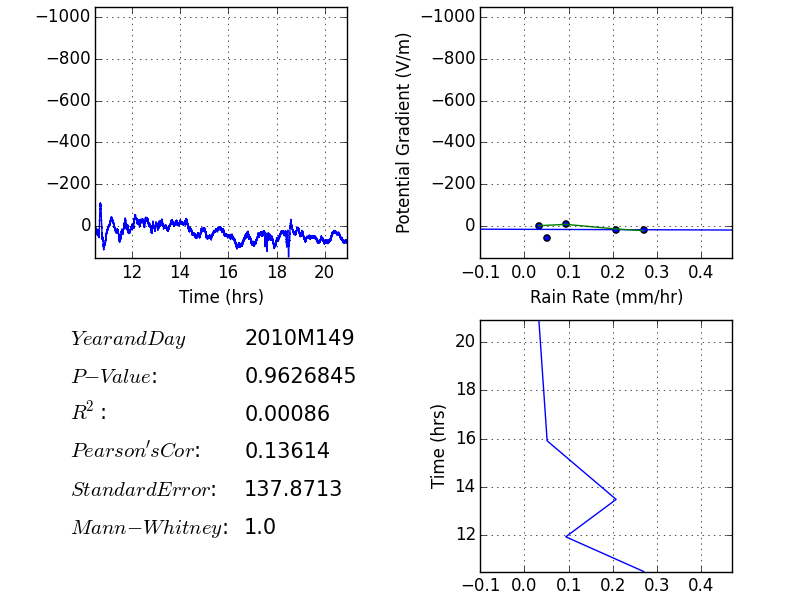 −1000
−800
−600
−400
−200
0
12 14 16 18 20
Time (hrs)
Potential Gradient (V/m)
−1000
−800
−600
−400
−200
0
−0.1 0.0 0.1 0.2 0.3 0.4
Rain Rate (mm/hr)
YearandDay 2010M149
P−Value: 0.9626845
R²: 0.00086
Pearson′sCor: 0.13614
StandardError: 137.8713
Mann−Whitney: 1.0
Time (hrs)
20
18
16
14
12
−0.1 0.0 0.1 0.2 0.3 0.4